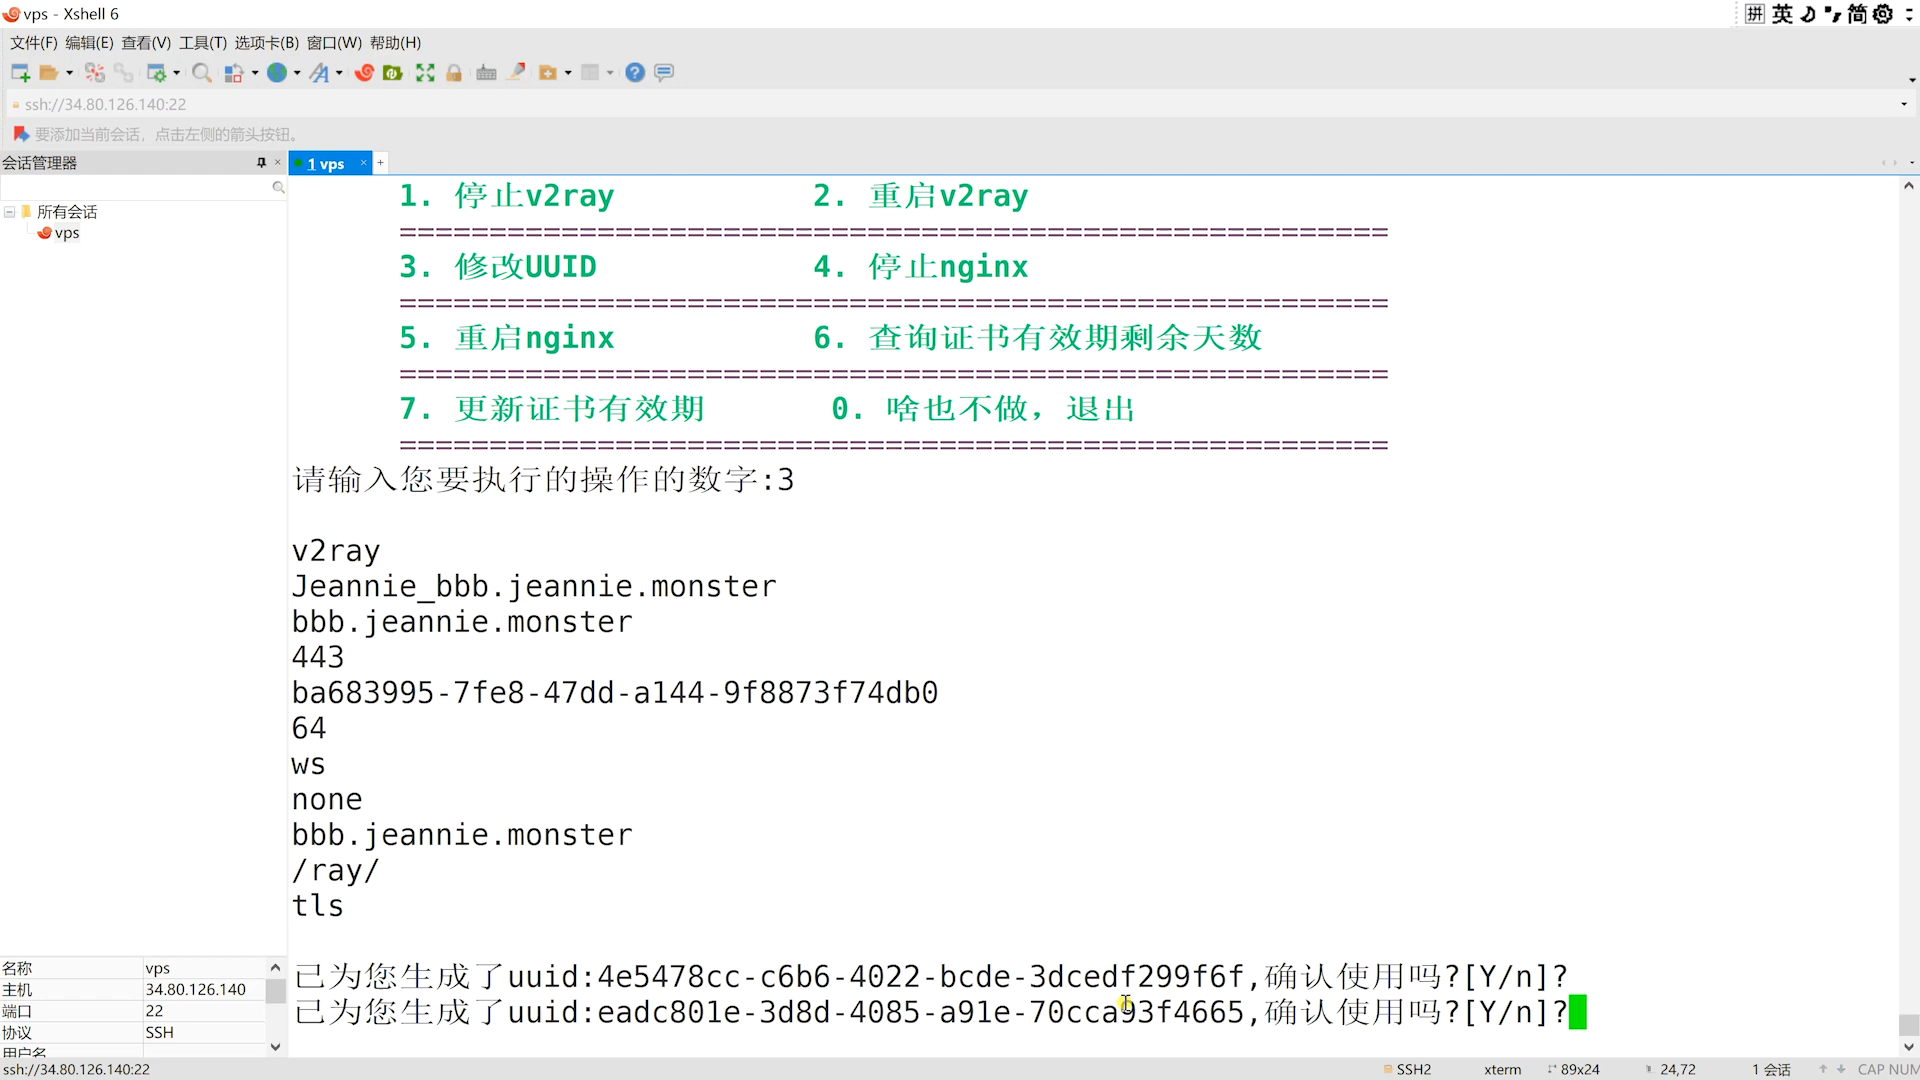 vps - Xshell 6
拼 英 简
文件(F) 编辑(E) 查看(V) 工具(T) 选项卡(B) 窗口(W) 帮助(H)
ssh://34.80.126.140:22
要添加当前会话，点击左侧的箭头按钮。
会话管理器
1 vps
所有会话
vps
1. 停止v2ray 2. 重启v2ray
=======================================================
3. 修改UUID 4. 停止nginx
=======================================================
5. 重启nginx 6. 查询证书有效期剩余天数
=======================================================
7. 更新证书有效期 0. 啥也不做，退出
=======================================================
请输入您要执行的操作的数字:3
v2ray
Jeannie_bbb.jeannie.monster
bbb.jeannie.monster
443
ba683995-7fe8-47dd-a144-9f8873f74db0
64
ws
none
bbb.jeannie.monster
/ray/
tls
已为您生成了uuid:4e5478cc-c6b6-4022-bcde-3dcedf299f6f,确认使用吗?[Y/n]?
已为您生成了uuid:eadc801e-3d8d-4085-a91e-70cca93f4665,确认使用吗?[Y/n]?
名称 vps
主机 34.80.126.140
端口 22
协议 SSH
用户名
ssh://34.80.126.140:22 SSH2 xterm 89x24 24,72 1 会话 CAP NUM